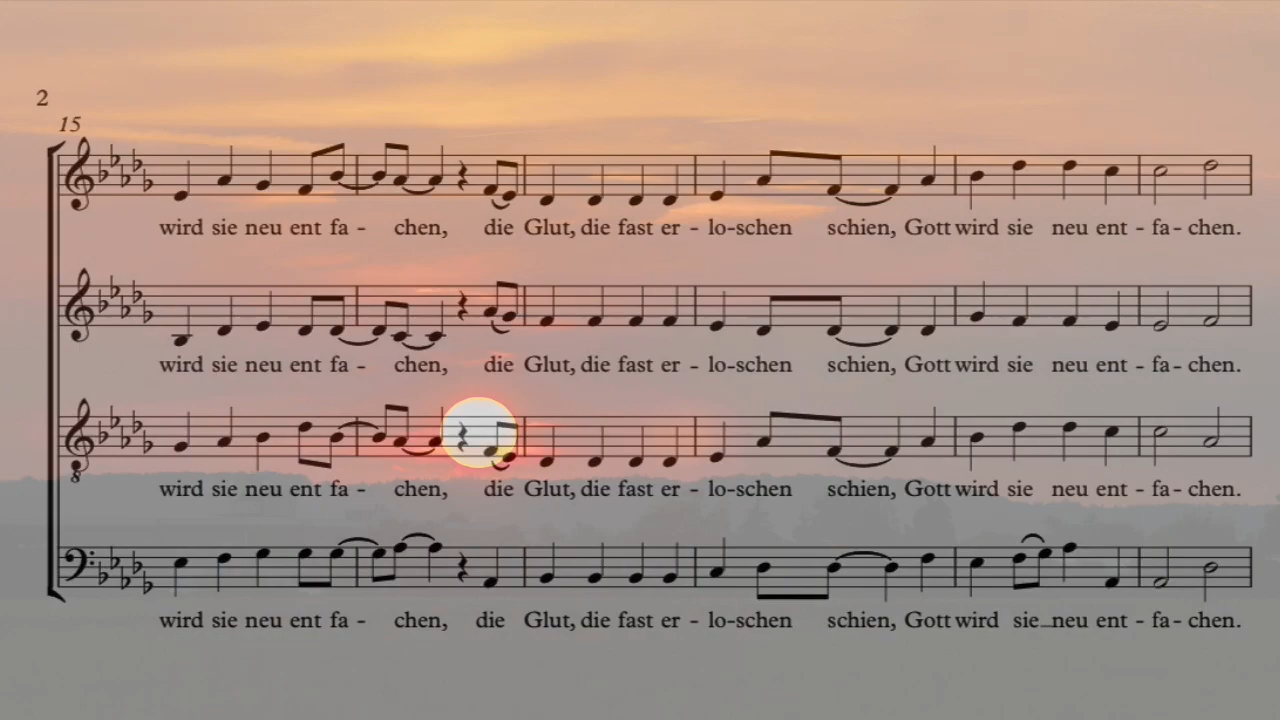 2
15
wird sie neu ent fa - chen, die Glut, die fast er - lo-schen schien, Gott wird sie neu ent - fa- chen.
wird sie neu ent fa - chen, die Glut, die fast er - lo-schen schien, Gott wird sie neu ent - fa- chen.
8
wird sie neu ent fa - chen, die Glut, die fast er - lo-schen schien, Gott wird sie neu ent - fa- chen.
wird sie neu ent fa - chen, die Glut, die fast er - lo-schen schien, Gott wird sie_neu ent - fa- chen.